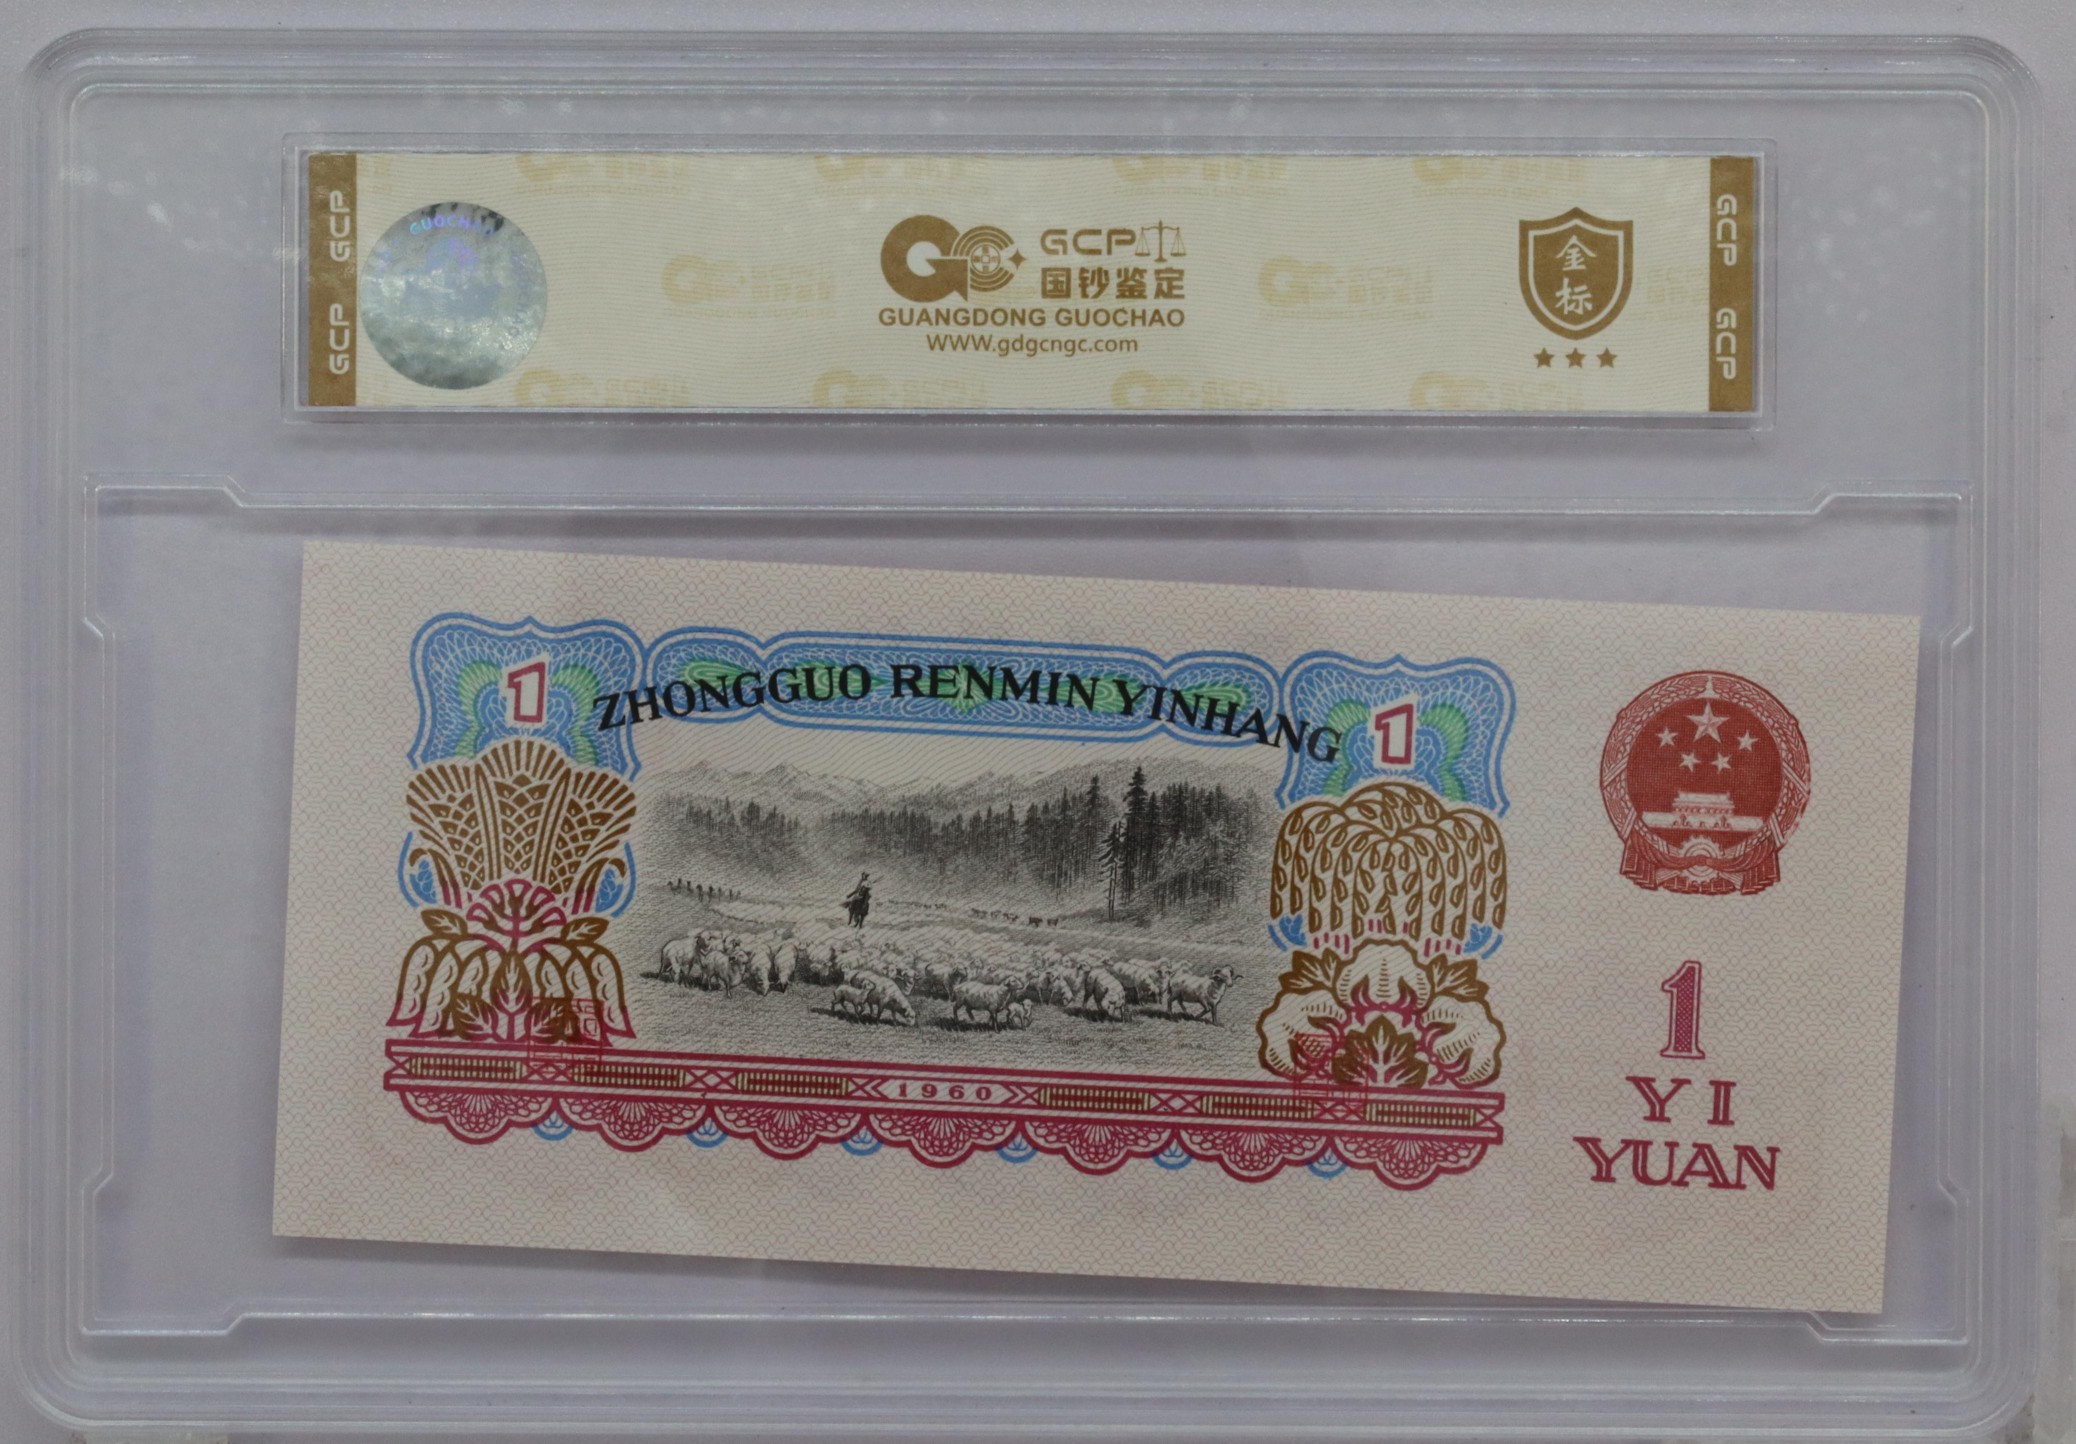 GCP GCP
GUOCHAO
GCP
国钞鉴定
GUANGDONG GUOCHAO
WWW.gdgcngc.com
金标
GCP GCP
1
ZHONGGUO RENMIN YINHANG
1
1960
1
YI
YUAN